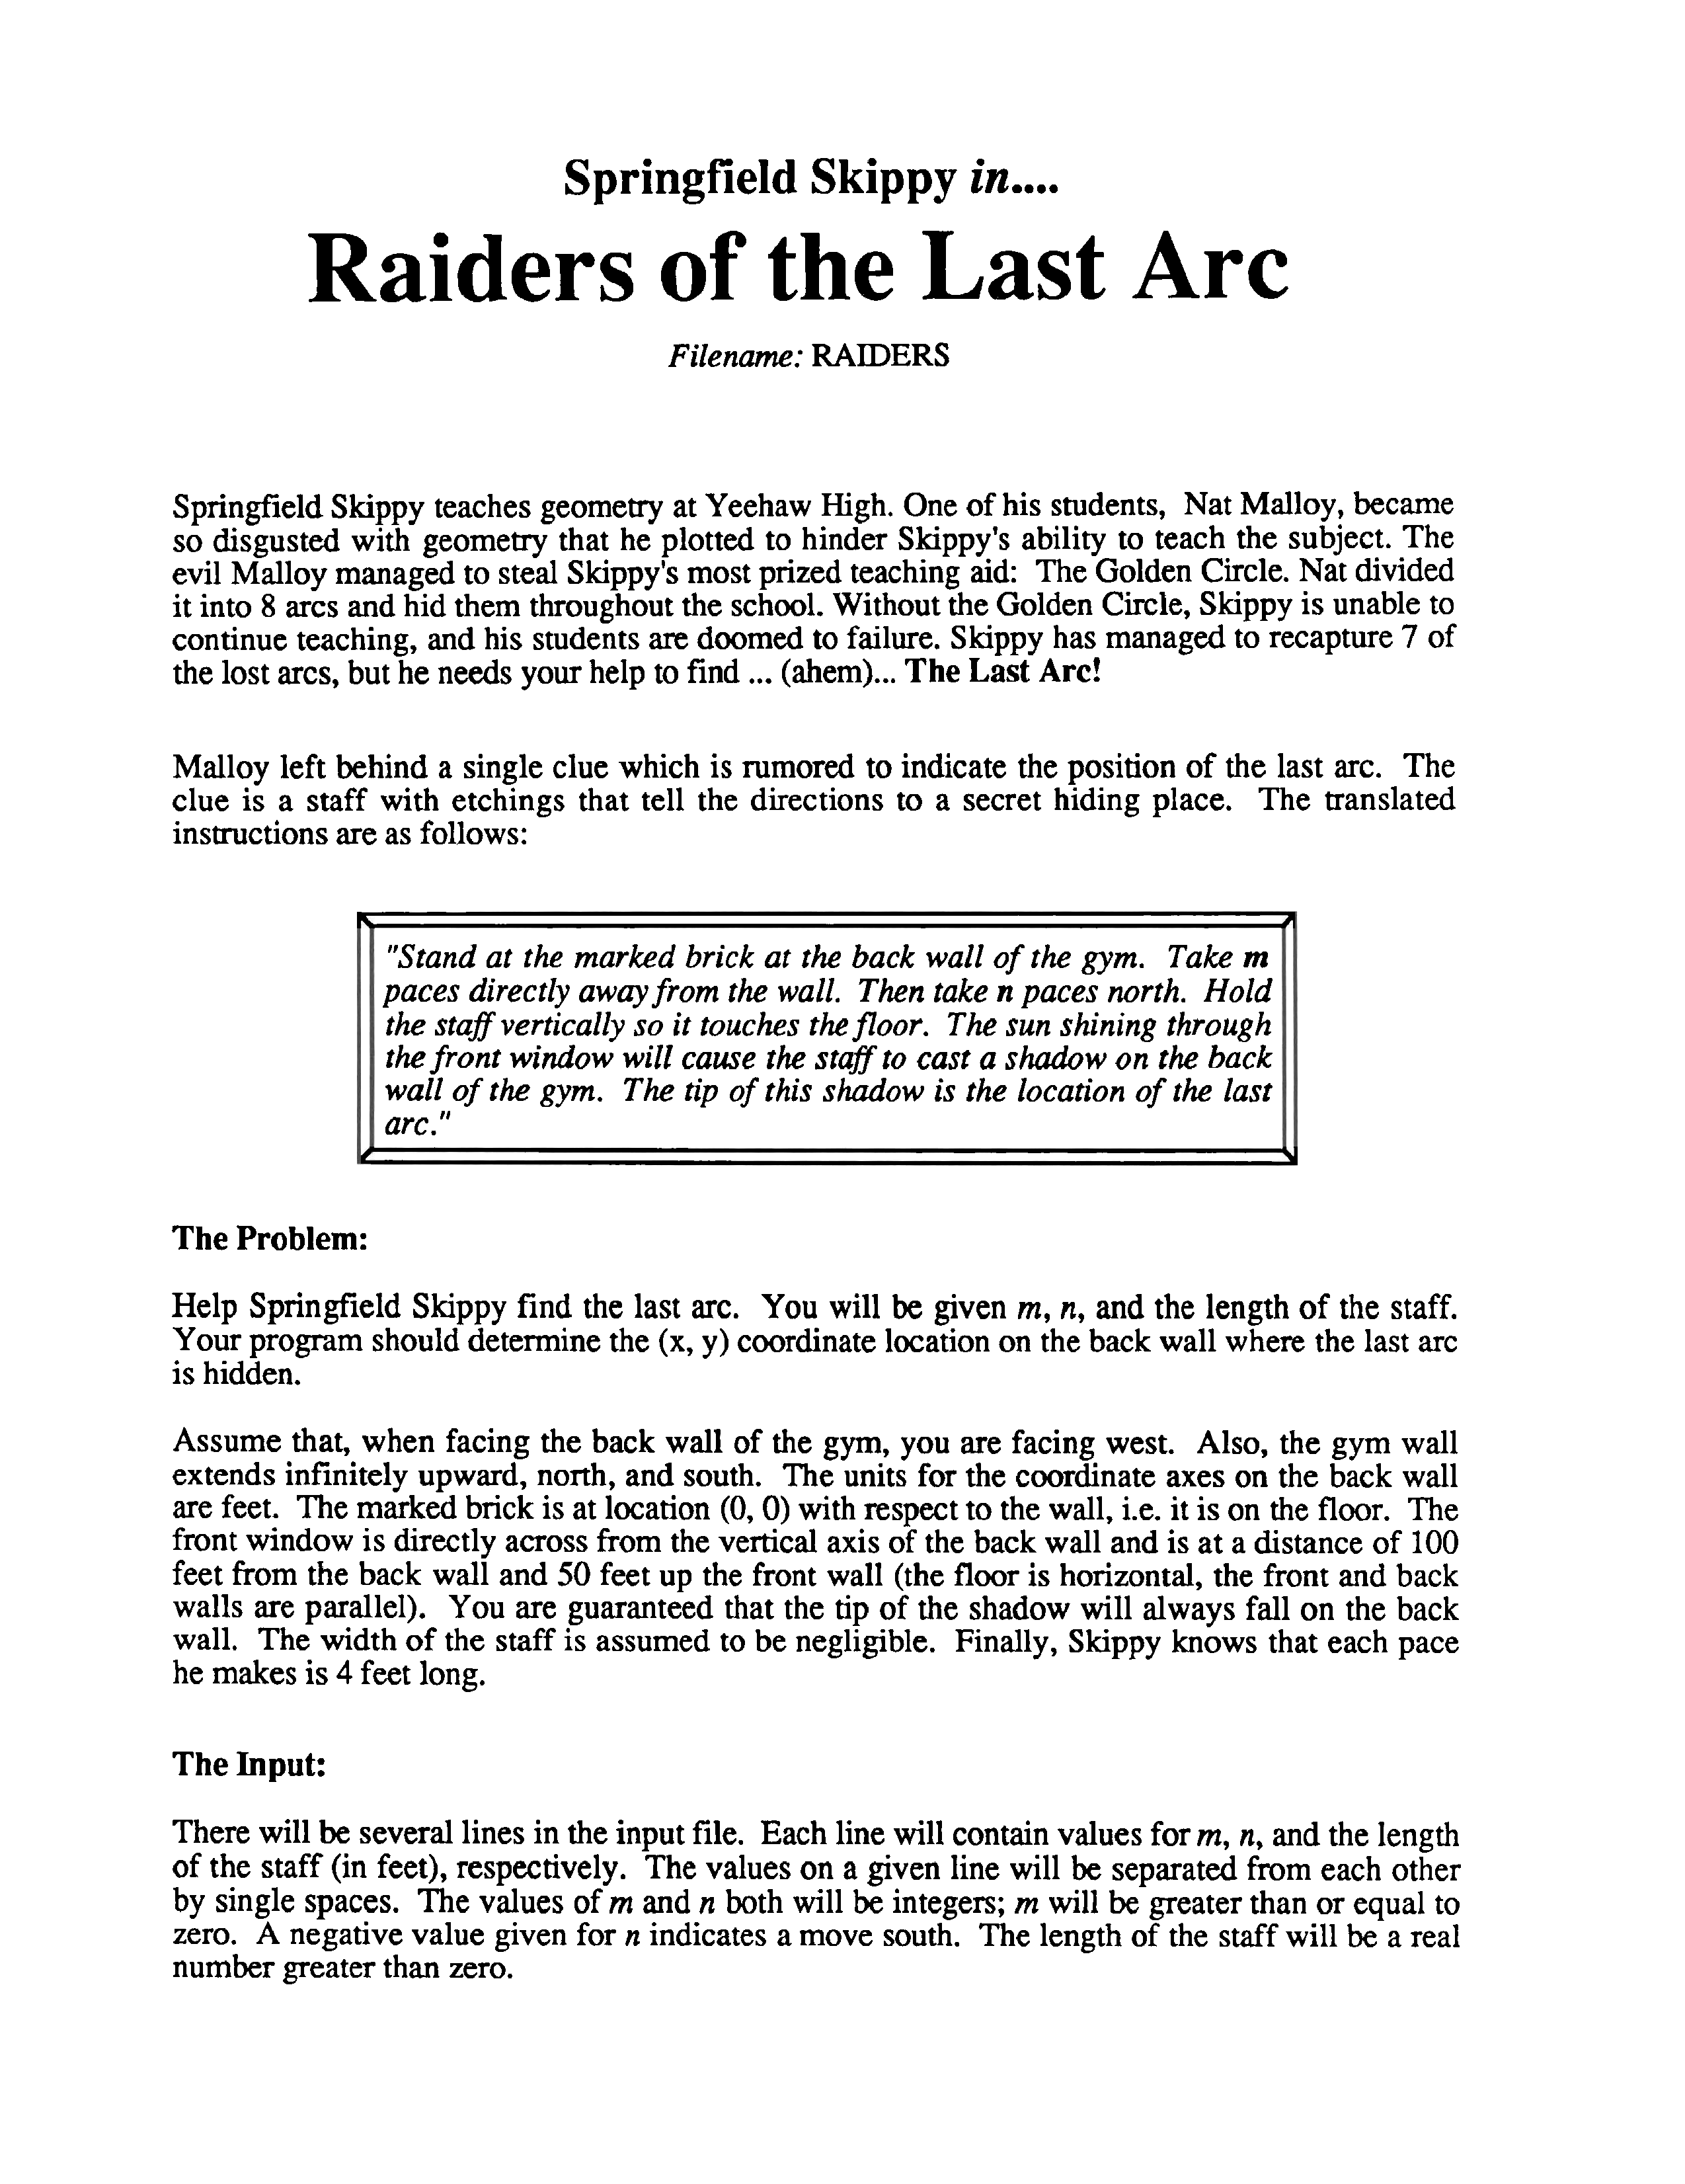 Springfield Skippy in....
Raiders of the Last Arc
Filename: RAIDERS
Springfield Skippy teaches geometry at Yeehaw High. One of his students, Nat Malloy, became
so disgusted with geometry that he plotted to hinder Skippy's ability to teach the subject. The
evil Malloy managed to steal Skippy's most prized teaching aid: The Golden Circle. Nat divided
it into 8 arcs and hid them throughout the school. Without the Golden Circle, Skippy is unable to
continue teaching, and his students are doomed to failure. Skippy has managed to recapture 7 of
the lost arcs, but he needs your help to find ... (ahem)... The Last Arc!
Malloy left behind a single clue which is rumored to indicate the position of the last arc. The
clue is a staff with etchings that tell the directions to a secret hiding place. The translated
instructions are as follows:
"Stand at the marked brick at the back wall of the gym. Take m
paces directly away from the wall. Then take n paces north. Hold
the staff vertically so it touches the floor. The sun shining through
the front window will cause the staff to cast a shadow on the back
wall of the gym. The tip of this shadow is the location of the last
arc."
The Problem:
Help Springfield Skippy find the last arc. You will be given m, n, and the length of the staff.
Your program should determine the (x, y) coordinate location on the back wall where the last arc
is hidden.
Assume that, when facing the back wall of the gym, you are facing west. Also, the gym wall
extends infinitely upward, north, and south. The units for the coordinate axes on the back wall
are feet. The marked brick is at location (0, 0) with respect to the wall, i.e. it is on the floor. The
front window is directly across from the vertical axis of the back wall and is at a distance of 100
feet from the back wall and 50 feet up the front wall (the floor is horizontal, the front and back
walls are parallel). You are guaranteed that the tip of the shadow will always fall on the back
wall. The width of the staff is assumed to be negligible. Finally, Skippy knows that each pace
he makes is 4 feet long.
The Input:
There will be several lines in the input file. Each line will contain values for m, n, and the length
of the staff (in feet), respectively. The values on a given line will be separated from each other
by single spaces. The values of m and n both will be integers; m will be greater than or equal to
zero. A negative value given for n indicates a move south. The length of the staff will be a real
number greater than zero.